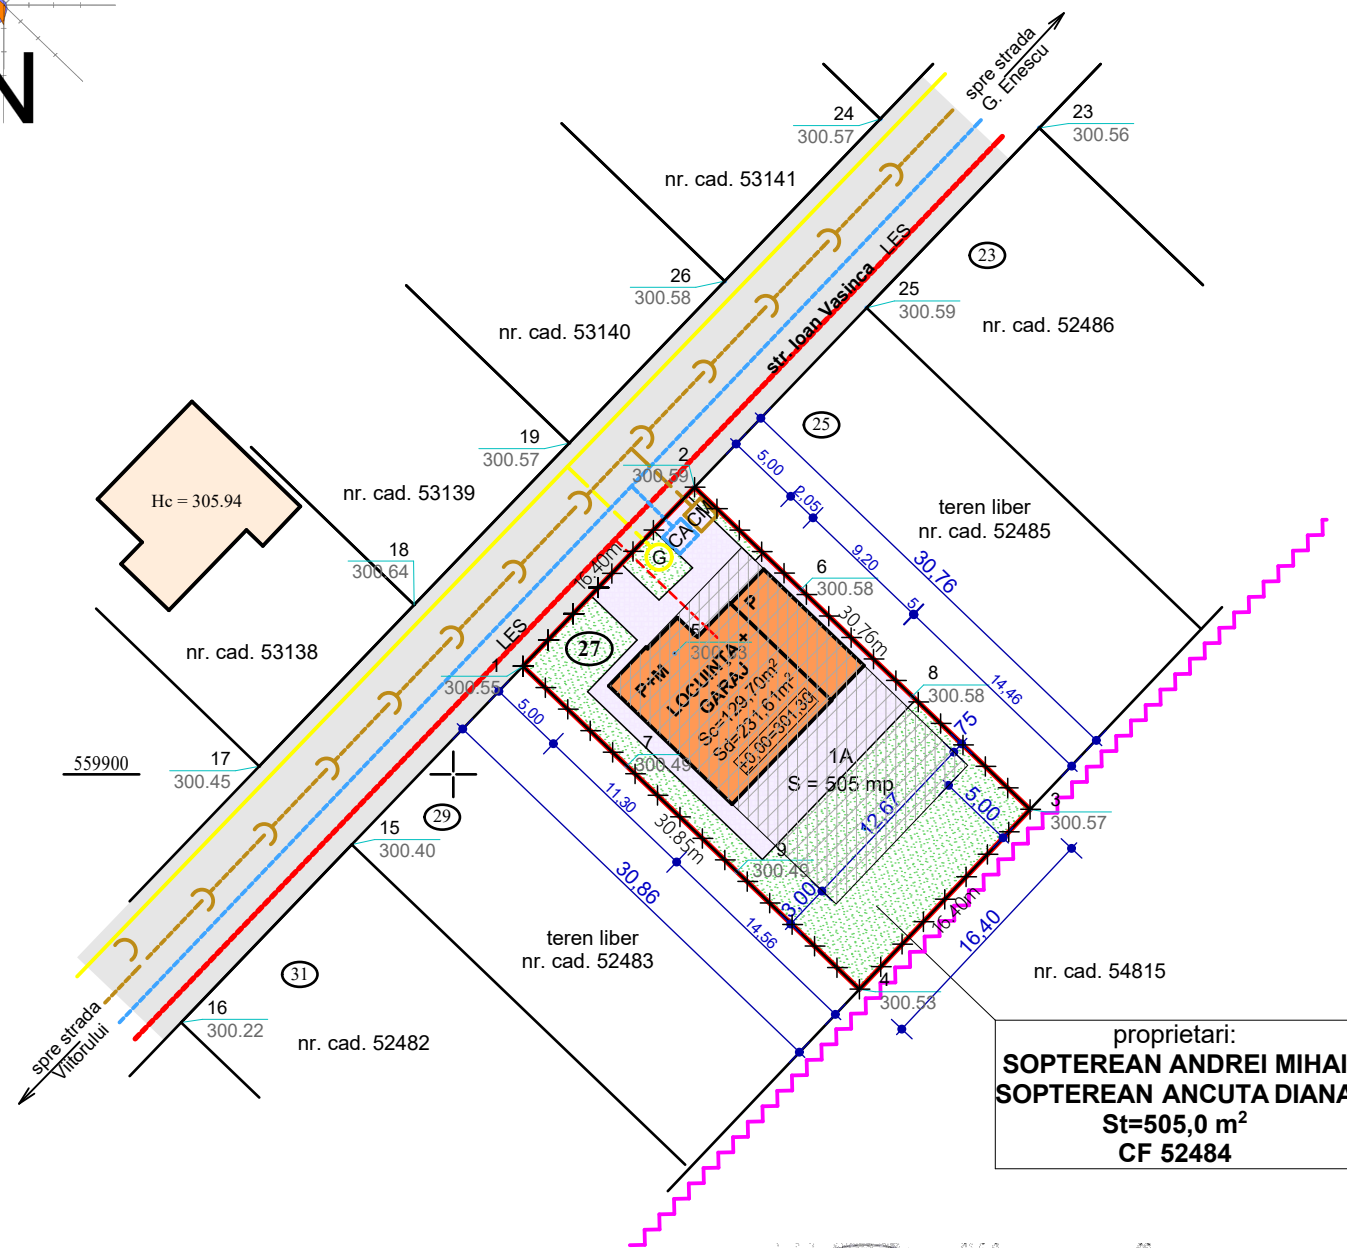 N
spre strada
G. Enescu
24
300.57
23
300.56
nr. cad. 53141
26
300.58
23
25
300.59
nr. cad. 52486
nr. cad. 53140
str. Ioan Vasinca
LES
19
300.57
25
2
300.59
nr. cad. 53139
Hc = 305.94
5,00
2,05
9,20
30,76
5
14,46
teren liber
nr. cad. 52485
18
300.64
CM
CA
G
16.40m
6
300.58
30.76m
nr. cad. 53138
LES
27
P
P+M
LOCUINTA +
GARAJ
Sc=129,70m²
Sd=231,61m²
±0,00=301,30
5
1
300.55
8
300.58
75
559900
17
300.45
5,00
7
300.49
1A
S = 505 mp
12,67
5,00
3
300.57
29
11,30
30.85m
15
300.40
9
300.49
30,86
3,00
16.40m
16,40
14,56
teren liber
nr. cad. 52483
31
4
300.53
nr. cad. 54815
spre strada
Viitorului
16
300.22
nr. cad. 52482
proprietari:
SOPTEREAN ANDREI MIHAI
SOPTEREAN ANCUTA DIANA
St=505,0 m²
CF 52484